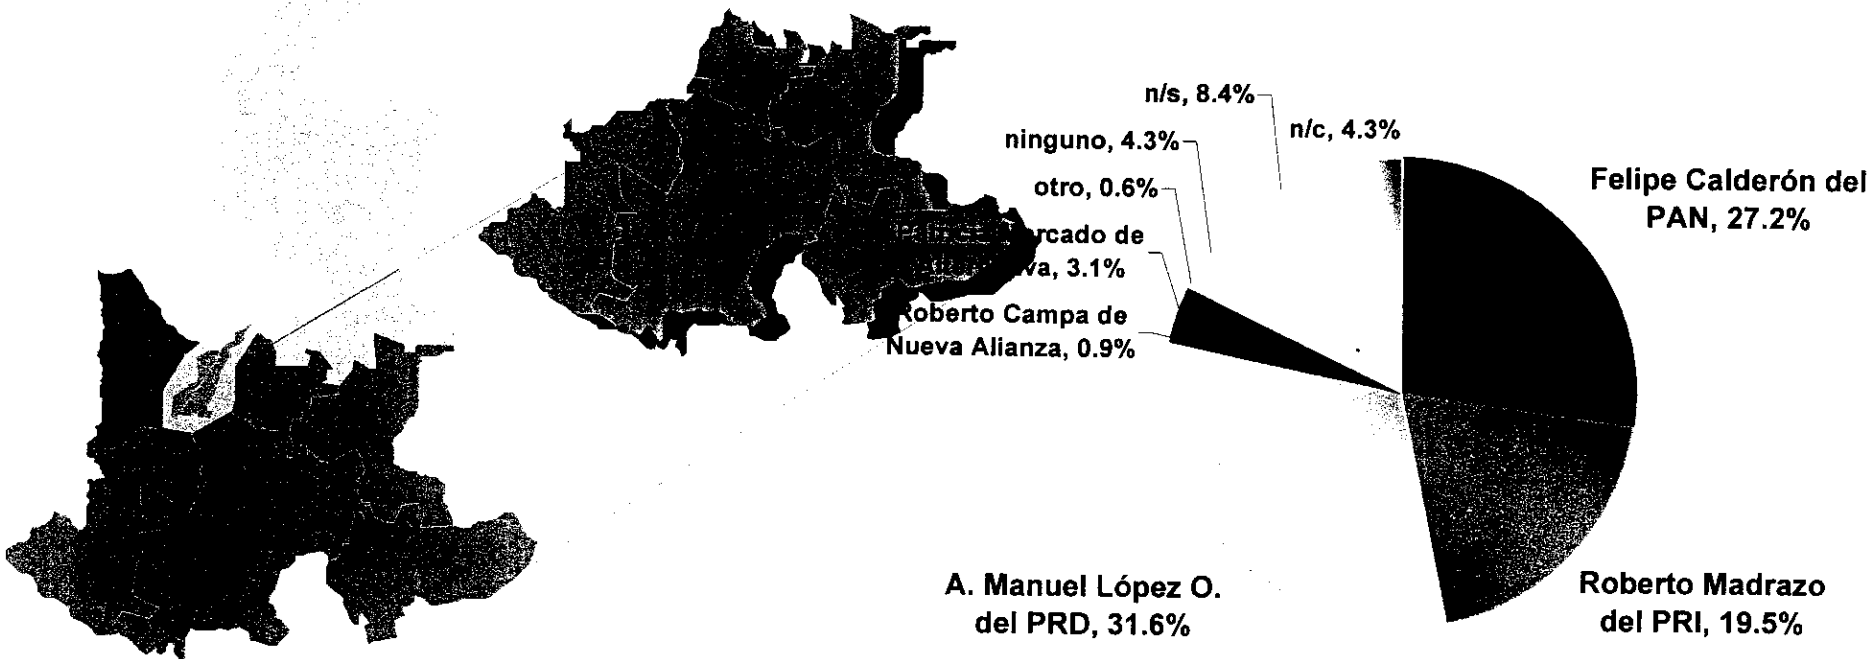 n/s, 8.4%
n/c, 4.3%
ninguno, 4.3%
otro, 0.6%
Felipe Calderón del
PAN, 27.2%
Mercado de
3.1%
Roberto Campa de
Nueva Alianza, 0.9%
A. Manuel López O.
del PRD, 31.6%
Roberto Madrazo
del PRI, 19.5%